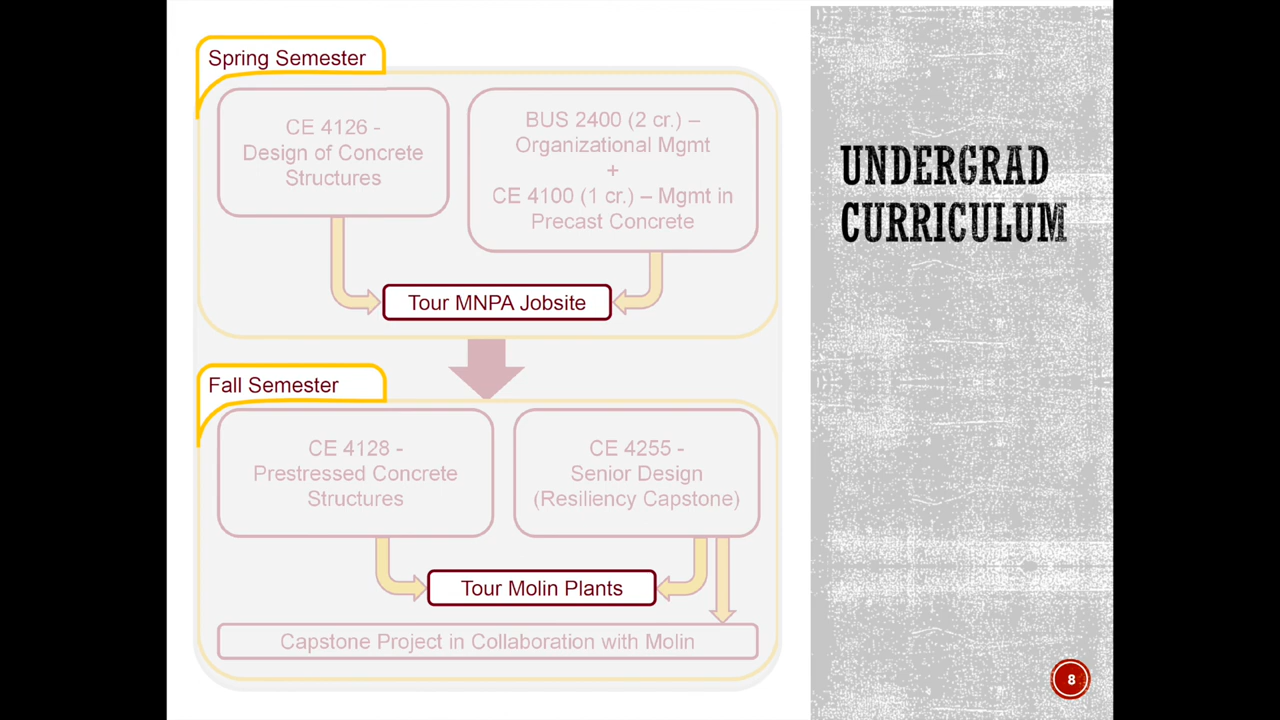 Spring Semester
CE 4126 -
Design of Concrete
Structures
BUS 2400 (2 cr.) –
Organizational Mgmt
+
CE 4100 (1 cr.) – Mgmt in
Precast Concrete
Tour MNPA Jobsite
Fall Semester
CE 4128 -
Prestressed Concrete
Structures
CE 4255 -
Senior Design
(Resiliency Capstone)
Tour Molin Plants
Capstone Project in Collaboration with Molin
UNDERGRAD
CURRICULUM
8